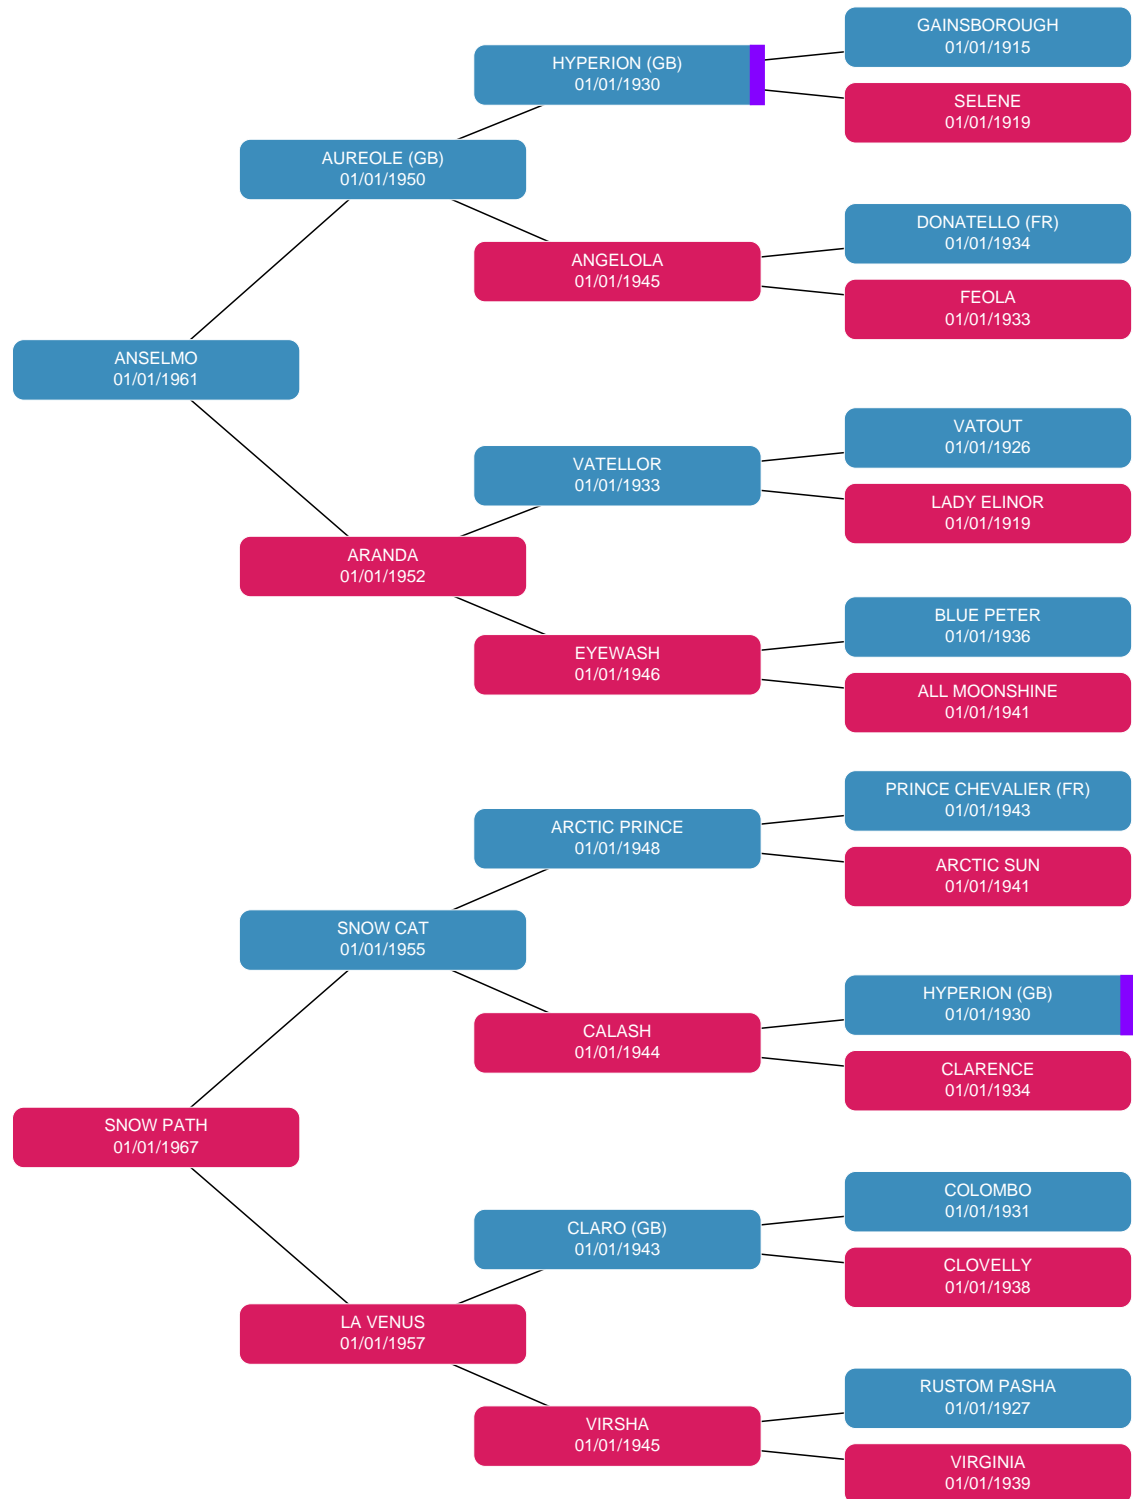 GAINSBOROUGH
01/01/1915
HYPERION (GB)
01/01/1930
SELENE
01/01/1919
AUREOLE (GB)
01/01/1950
DONATELLO (FR)
01/01/1934
ANGELOLA
01/01/1945
FEOLA
01/01/1933
ANSELMO
01/01/1961
VATOUT
01/01/1926
VATELLOR
01/01/1933
LADY ELINOR
01/01/1919
ARANDA
01/01/1952
BLUE PETER
01/01/1936
EYEWASH
01/01/1946
ALL MOONSHINE
01/01/1941
PRINCE CHEVALIER (FR)
01/01/1943
ARCTIC PRINCE
01/01/1948
ARCTIC SUN
01/01/1941
SNOW CAT
01/01/1955
HYPERION (GB)
01/01/1930
CALASH
01/01/1944
CLARENCE
01/01/1934
SNOW PATH
01/01/1967
COLOMBO
01/01/1931
CLARO (GB)
01/01/1943
CLOVELLY
01/01/1938
LA VENUS
01/01/1957
RUSTOM PASHA
01/01/1927
VIRSHA
01/01/1945
VIRGINIA
01/01/1939